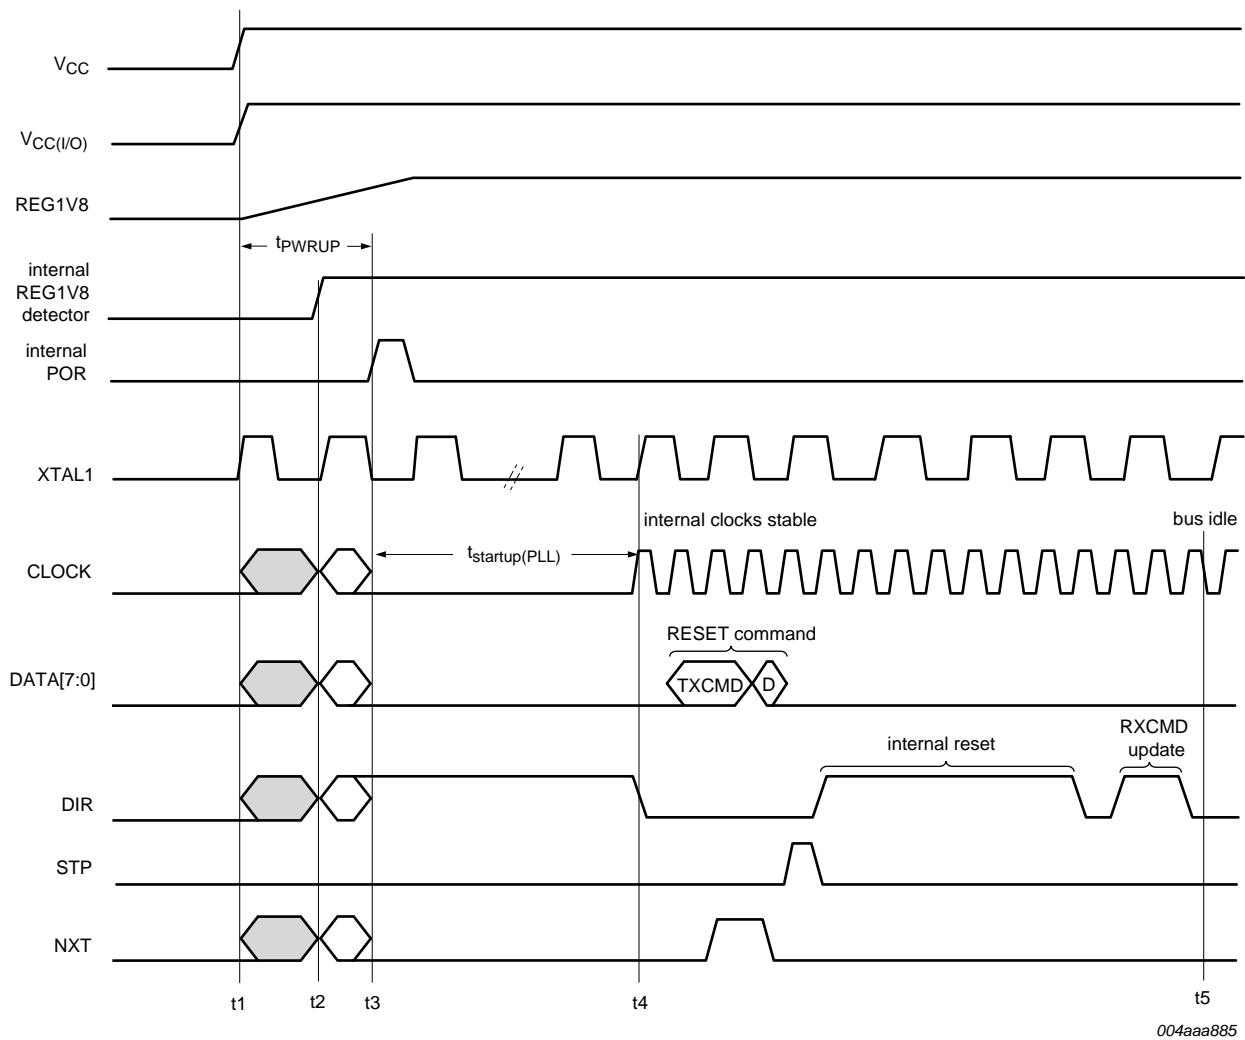 VCC
VCC(I/O)
REG1V8
tPWRUP
internal
REG1V8
detector
internal
POR
XTAL1
internal clocks stable
bus idle
CLOCK
tstartup(PLL)
RESET command
DATA[7:0]
TXCMD
D
RXCMD
update
internal reset
DIR
STP
NXT
t1
t2
t3
t4
t5
004aaa885